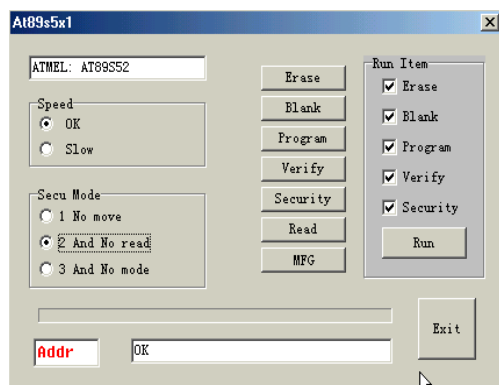 At89s5x1
ATMEL: AT89S52
Speed
OK
Slow
Secu Mode
1 No move
2 And No read
3 And No mode
Erase
Blank
Program
Verify
Security
Read
MFG
Run Item
Erase
Blank
Program
Verify
Security
Run
Addr
OK
Exit